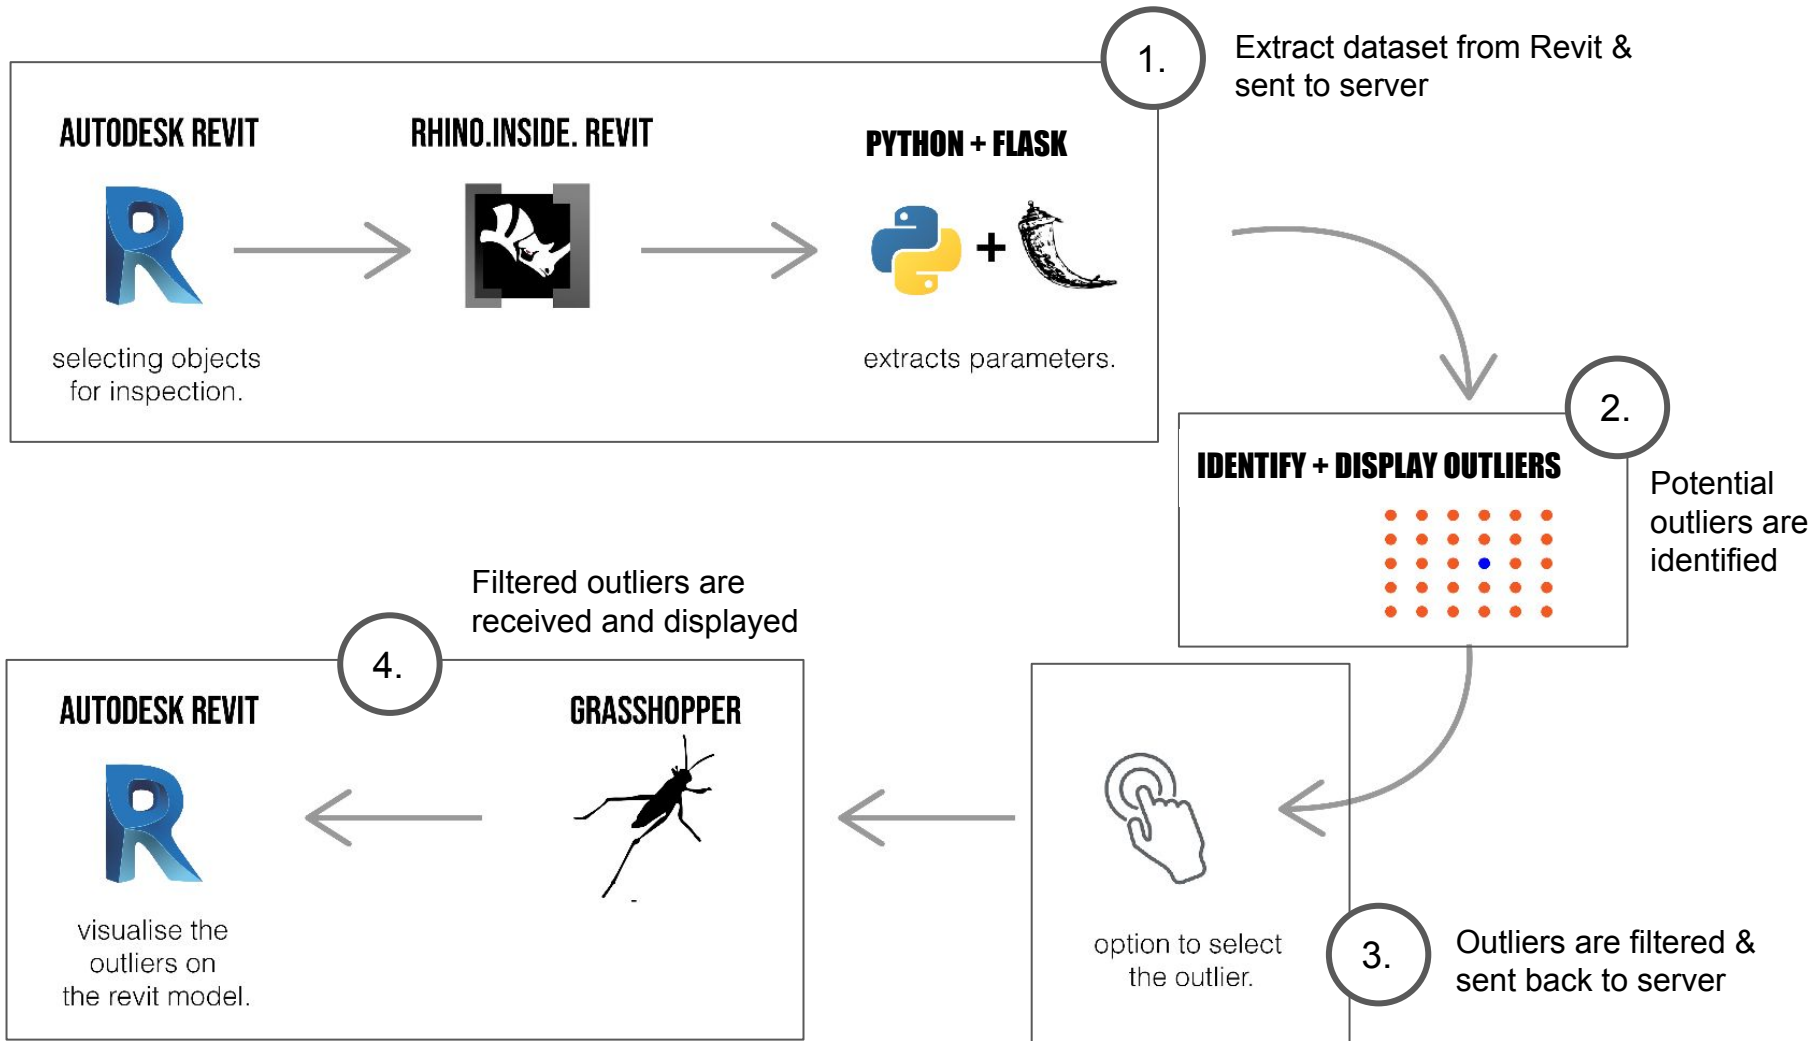 1.
Extract dataset from Revit &
sent to server
AUTODESK REVIT
RHINO.INSIDE. REVIT
PYTHON + FLASK
+
selecting objects
for inspection.
extracts parameters.
2.
Potential
outliers are
identified
IDENTIFY + DISPLAY OUTLIERS
3.
Outliers are filtered &
sent back to server
option to select
the outlier.
4.
Filtered outliers are
received and displayed
GRASSHOPPER
AUTODESK REVIT
visualise the
outliers on
the revit model.